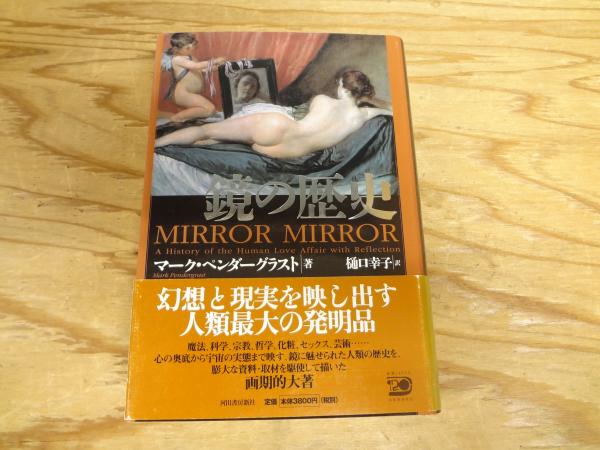 鏡の歴史
MIRROR MIRROR
A History of the Human Love Affair with Reflection
マーク・ペンダーグラスト 著 樋口幸子 訳
Mark Pendergrast
幻想と現実を映し出す
人類最大の発明品
魔法、科学、宗教、哲学、化粧、セックス、芸術……
心の奥底から宇宙の実態まで映す、鏡に魅せられた人類の歴史を、
膨大な資料・取材を駆使して描いた
画期的大著
河出書房新社 定価 本体3800円(税別)
120